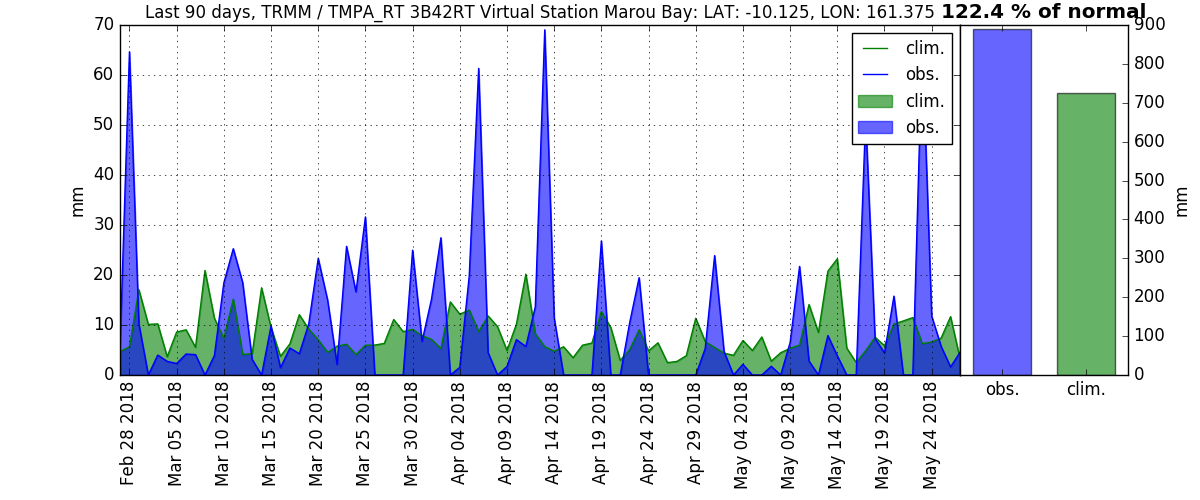 Last 90 days, TRMM / TMPA_RT 3B42RT Virtual Station Marou Bay: LAT: -10.125, LON: 161.375 122.4 % of normal
70
60
50
40
30
20
10
0
mm
clim.
obs.
clim.
obs.
Feb 28 2018
Mar 05 2018
Mar 10 2018
Mar 15 2018
Mar 20 2018
Mar 25 2018
Mar 30 2018
Apr 04 2018
Apr 09 2018
Apr 14 2018
Apr 19 2018
Apr 24 2018
Apr 29 2018
May 04 2018
May 09 2018
May 14 2018
May 19 2018
May 24 2018
900
800
700
600
500
400
300
200
100
0
mm
obs.
clim.